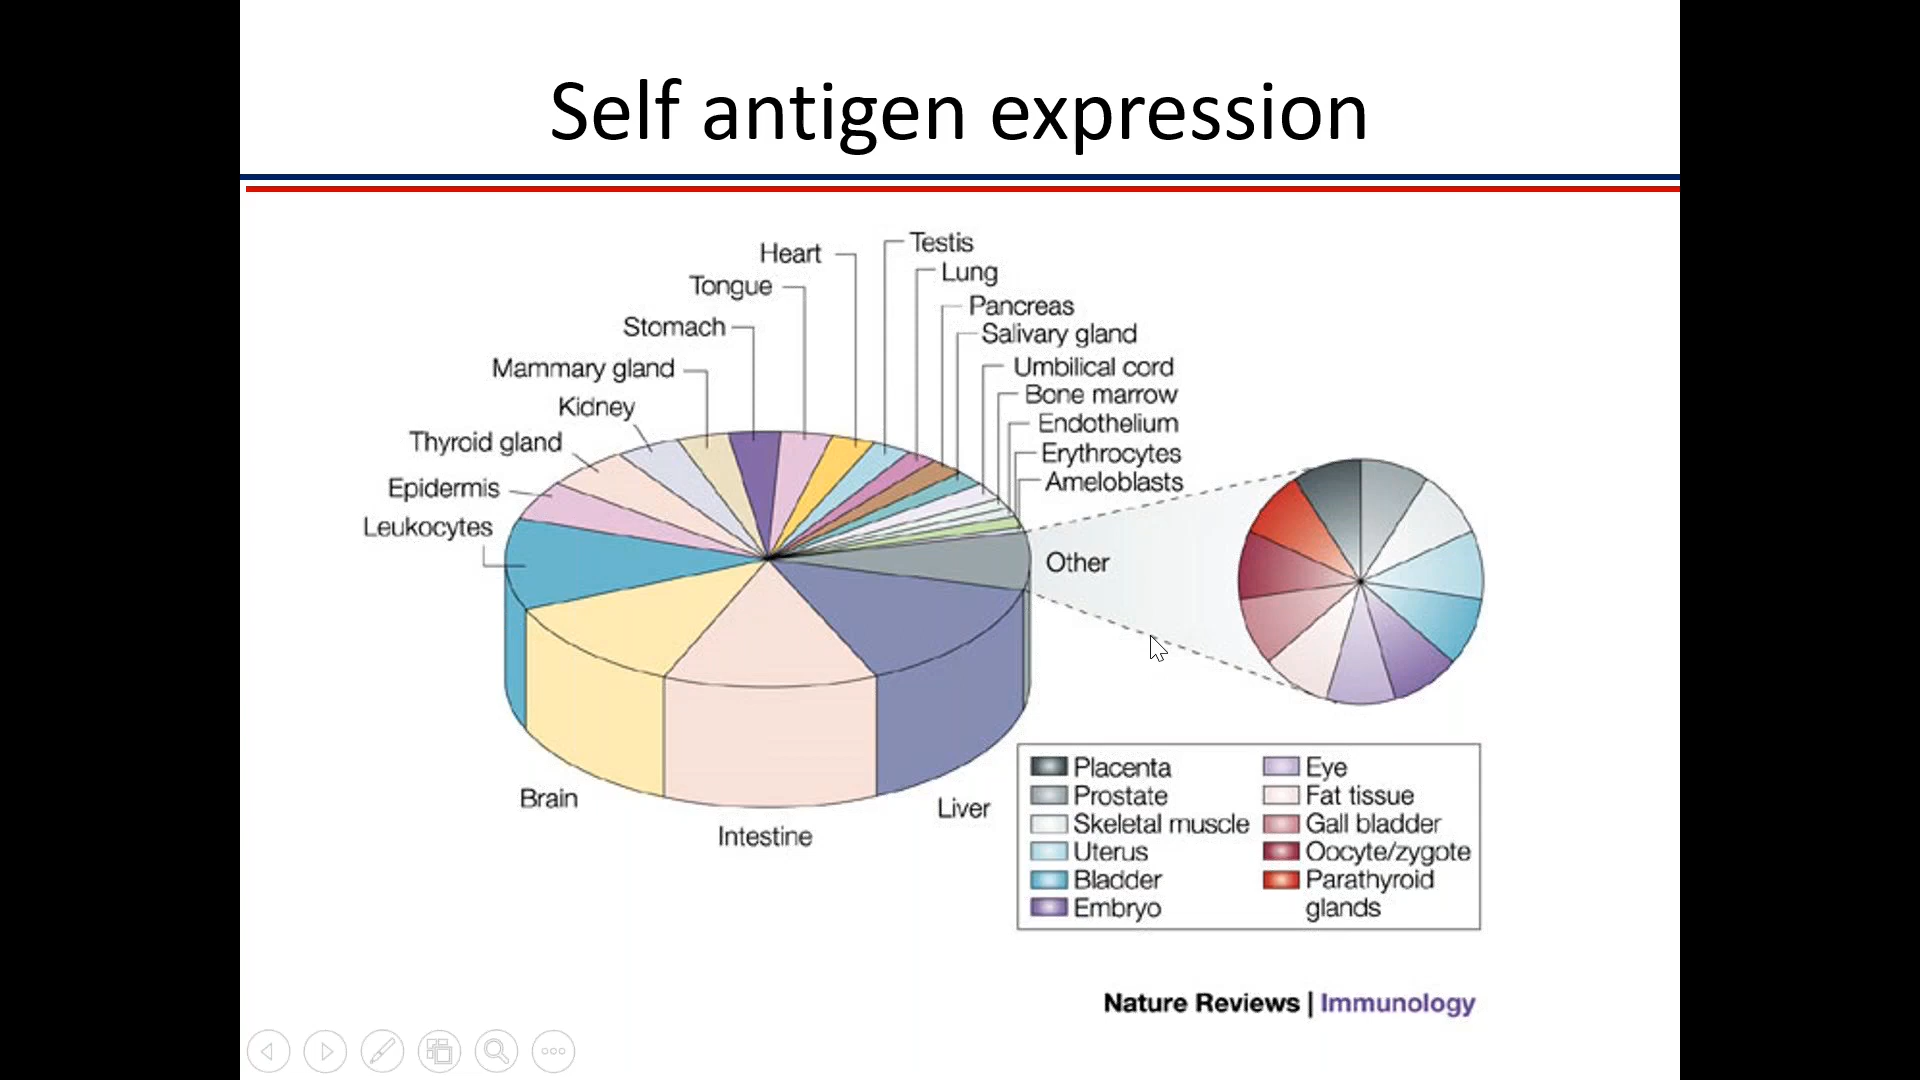 Self antigen expression
Testis
Heart
Lung
Tongue
Pancreas
Stomach
Salivary gland
Mammary gland
Umbilical cord
Bone marrow
Kidney
Endothelium
Thyroid gland
Erythrocytes
Ameloblasts
Epidermis
Leukocytes
Other
Brain
Liver
Intestine
Placenta
Prostate
Skeletal muscle
Uterus
Bladder
Embryo
Eye
Fat tissue
Gall bladder
Oocyte/zygote
Parathyroid
glands
Nature Reviews | Immunology